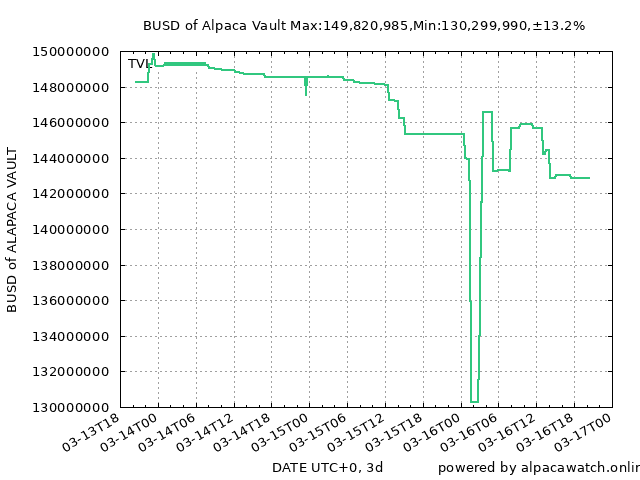 BUSD of Alpaca Vault Max:149,820,985,Min:130,299,990,±13.2%
TVL
BUSD of ALAPACA VAULT
150000000
148000000
146000000
144000000
142000000
140000000
138000000
136000000
134000000
132000000
130000000
03-13T18
03-14T00
03-14T06
03-14T12
03-14T18
03-15T00
03-15T06
03-15T12
03-15T18
03-16T00
03-16T06
03-16T12
03-16T18
03-17T00
DATE UTC+0, 3d
powered by alpacawatch.onlin